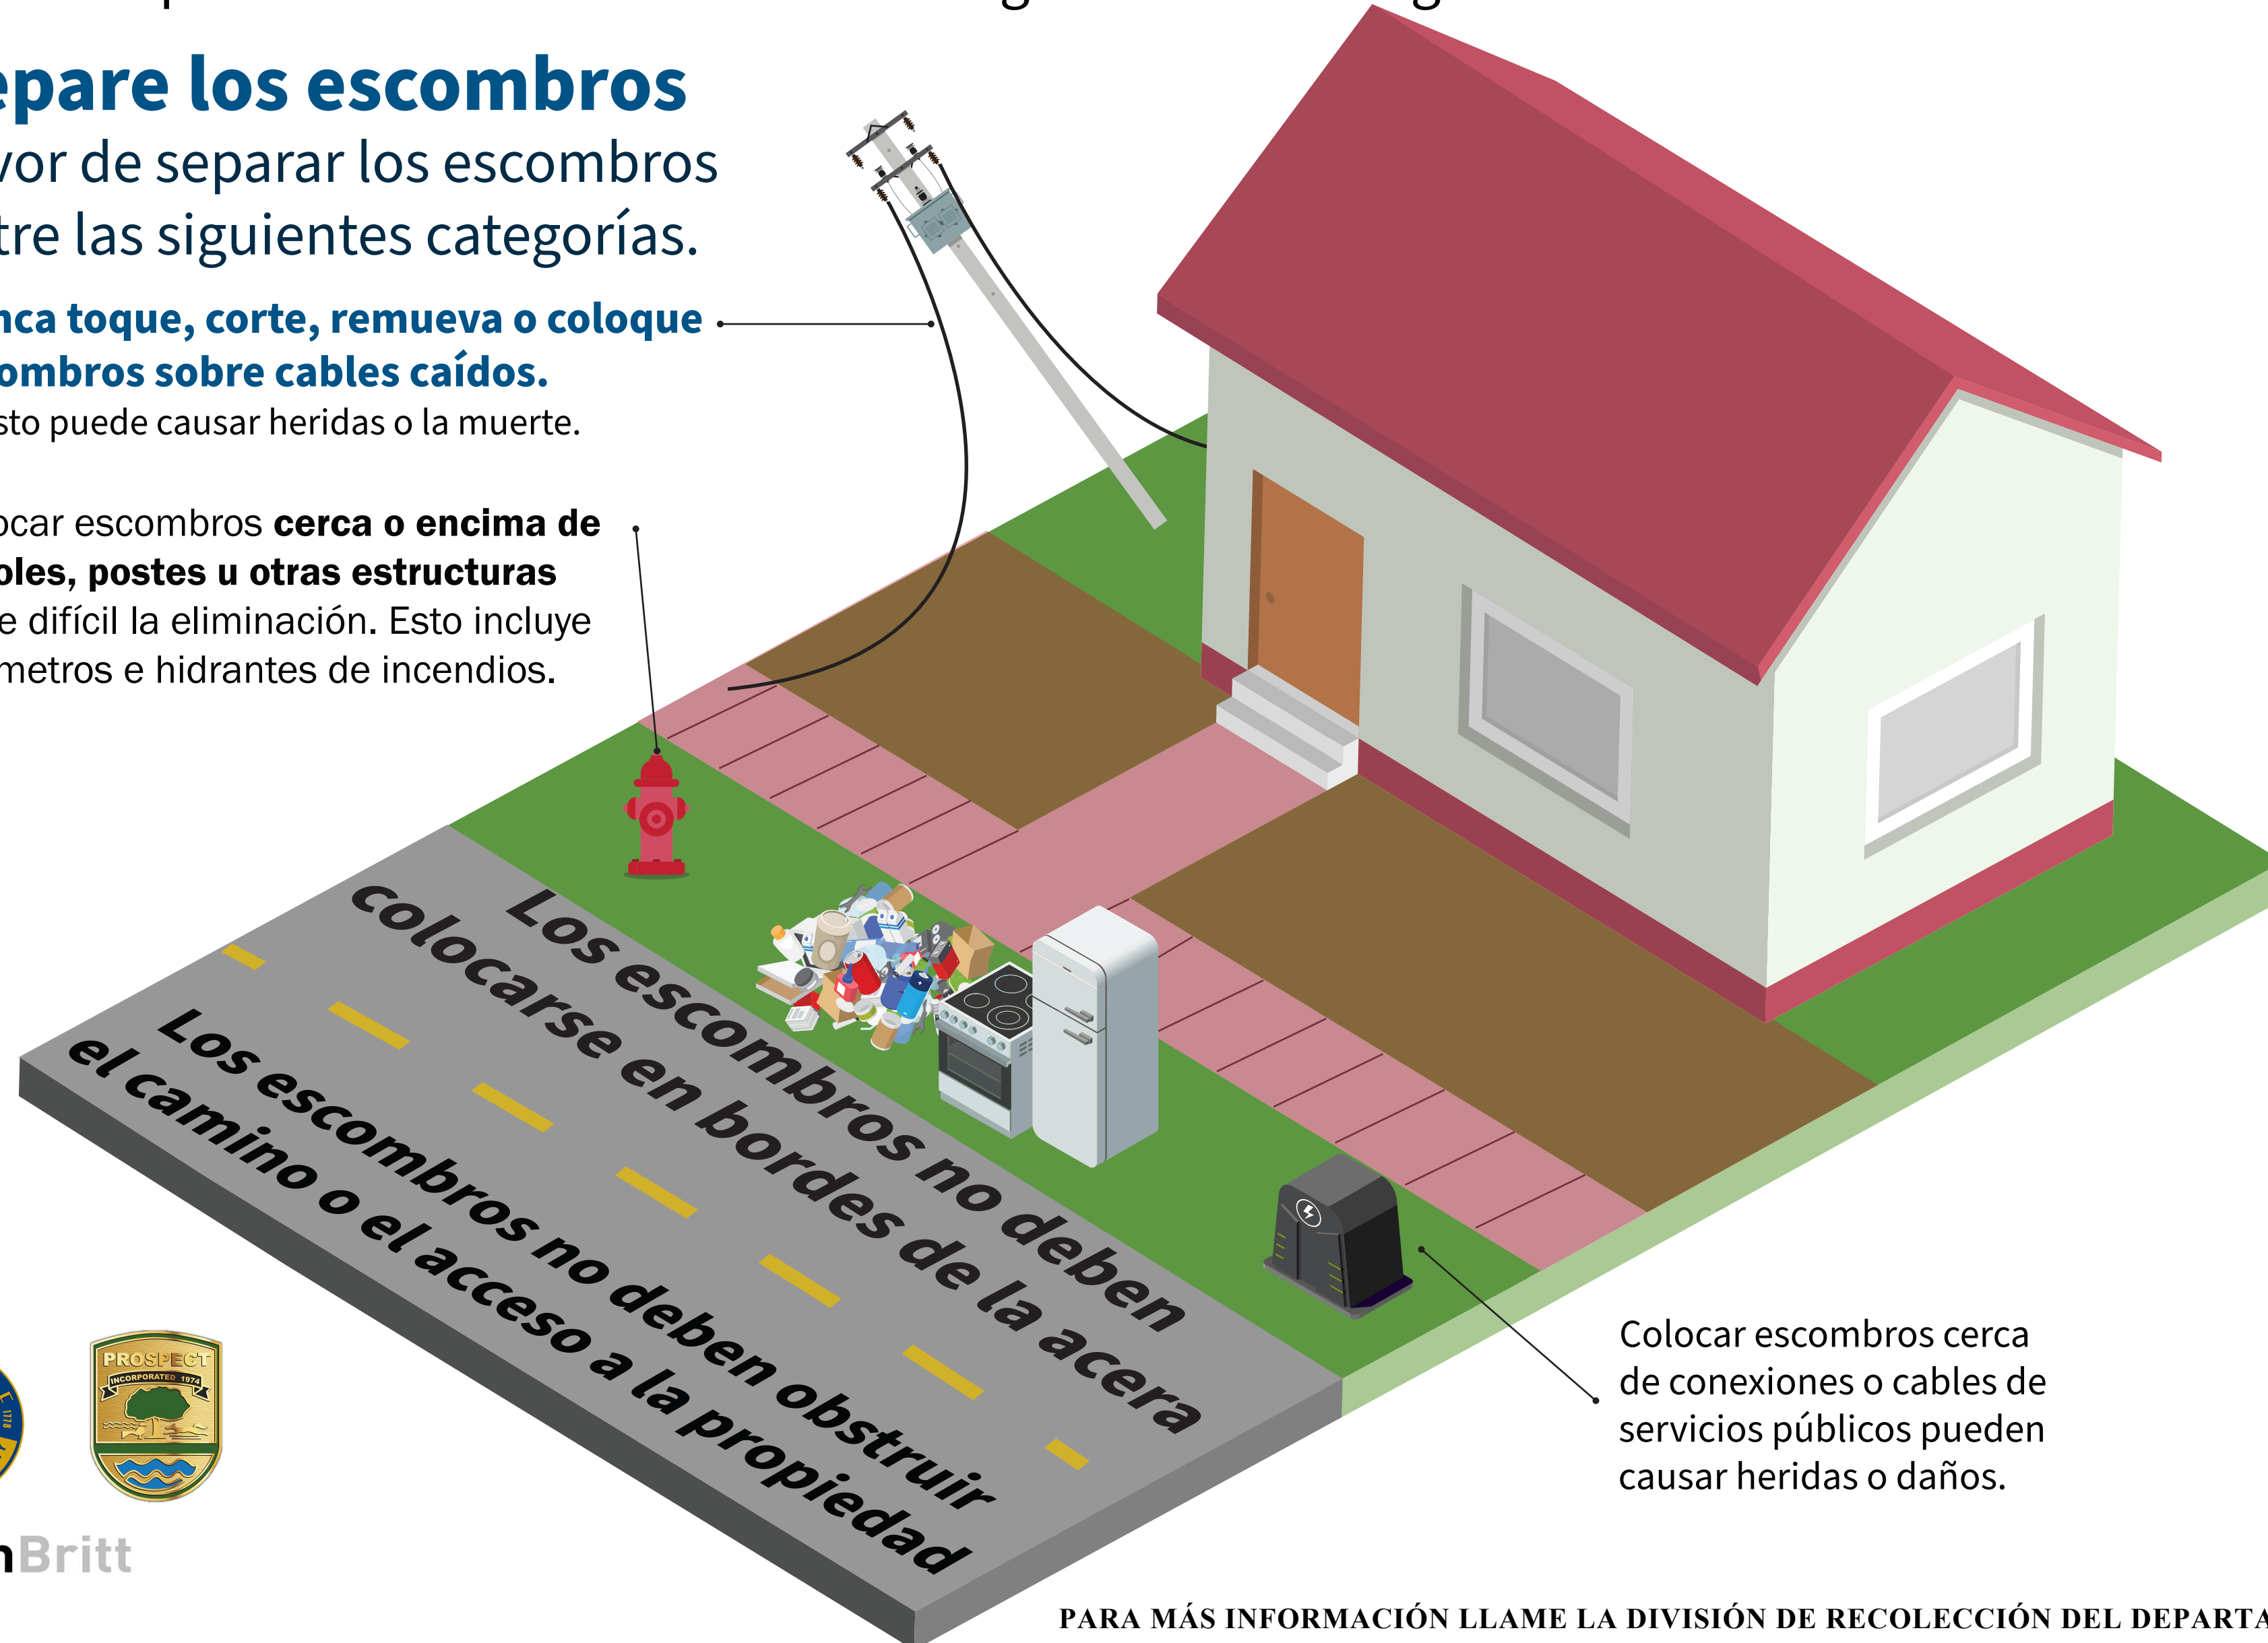 epare los escombros
vor de separar los escombros
tre las siguientes categorías.
nca toque, corte, remueva o coloque
ombros sobre cables caídos.
sto puede causar heridas o la muerte.
ocar escombros cerca o encima de
oles, postes u otras estructuras
e difícil la eliminación. Esto incluye
metros e hidrantes de incendios.
Los escombros no deben
colocarse en bordes de la acera
Los escombros no deben obstruir
el camino o el acceso a la propiedad
Colocar escombros cerca
de conexiones o cables de
servicios públicos pueden
causar heridas o daños.
1778
PROSPECT
INCORPORATED 1974
nBritt
PARA MÁS INFORMACIÓN LLAME LA DIVISIÓN DE RECOLECCIÓN DEL DEPARTA